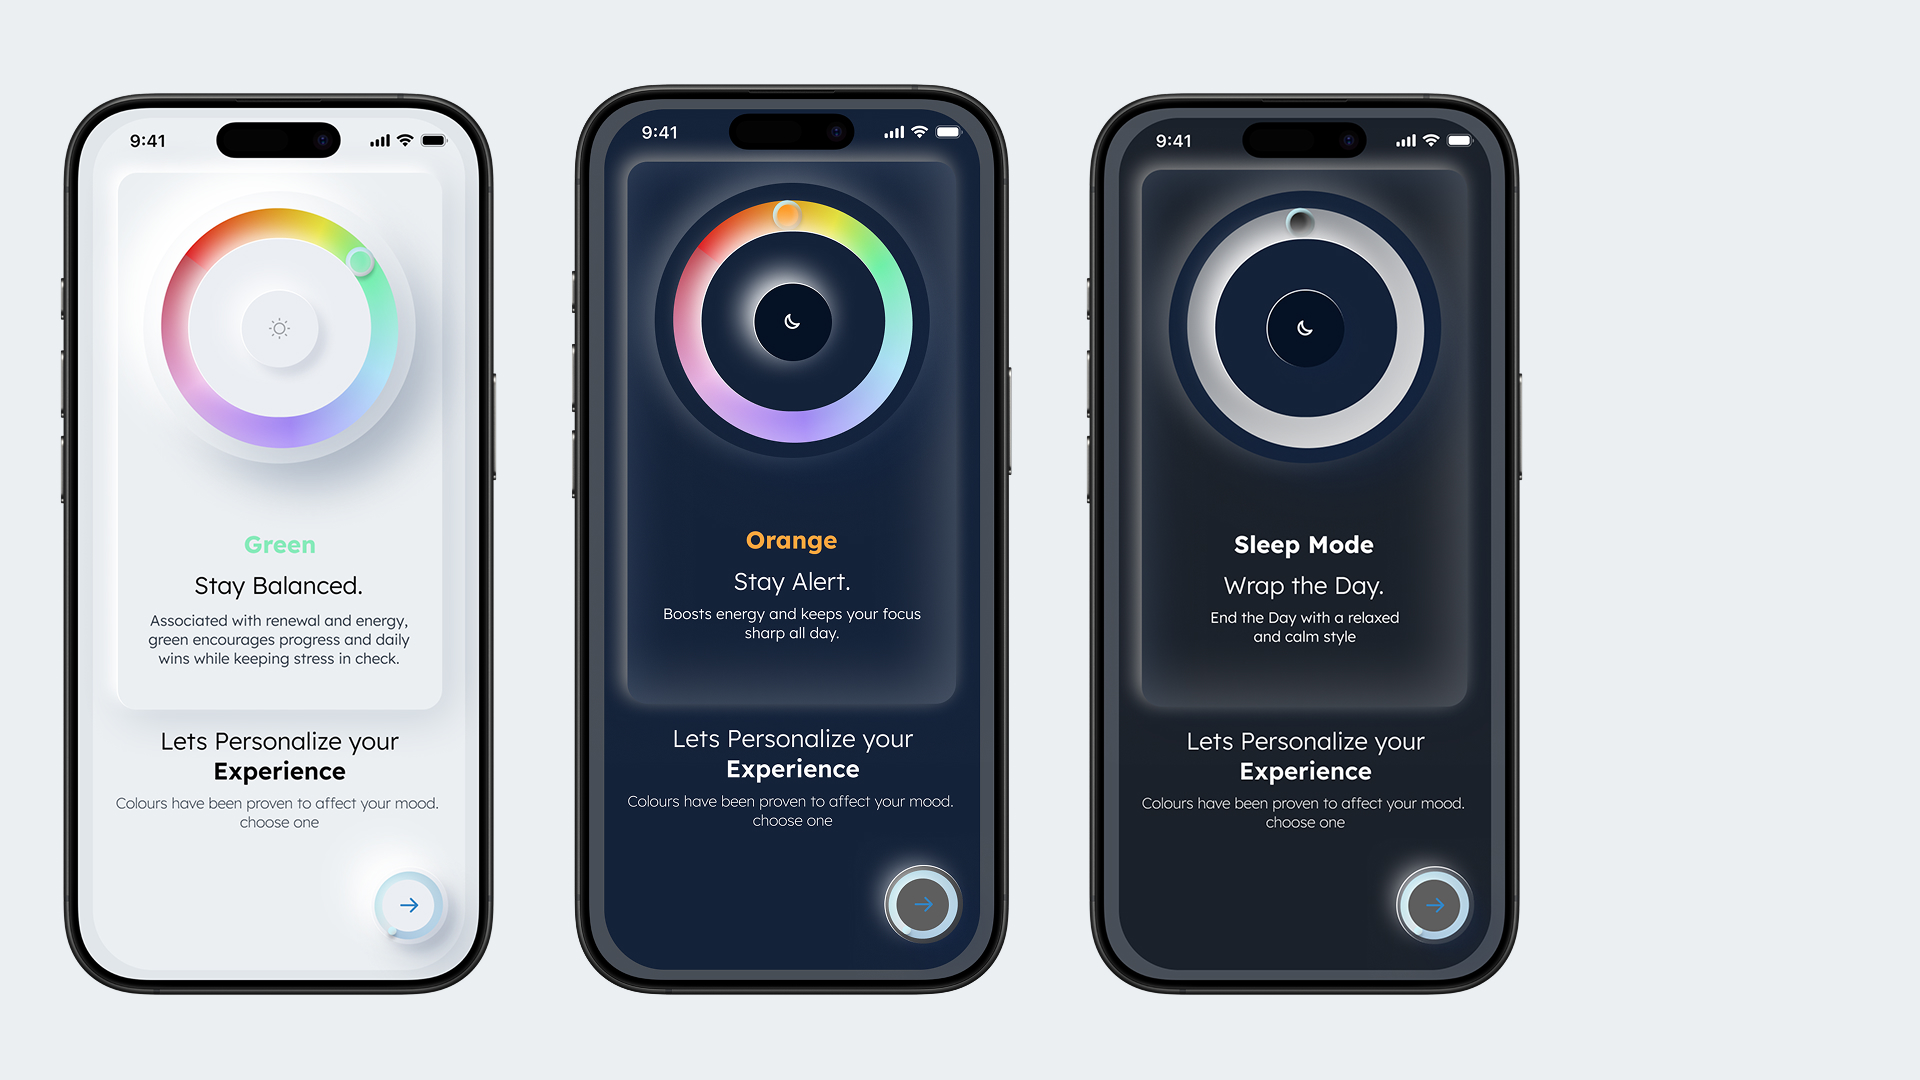 9:41
Green
Stay Balanced.
Associated with renewal and energy,
green encourages progress and daily
wins while keeping stress in check.
Lets Personalize your
Experience
Colours have been proven to affect your mood.
choose one
9:41
Orange
Stay Alert.
Boosts energy and keeps your focus
sharp all day.
Lets Personalize your
Experience
Colours have been proven to affect your mood.
choose one
9:41
Sleep Mode
Wrap the Day.
End the Day with a relaxed
and calm style
Lets Personalize your
Experience
Colours have been proven to affect your mood.
choose one